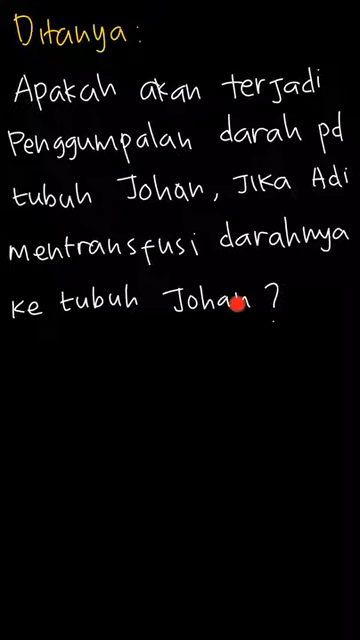 Ditanya:
Apakah akan terjadi
Penggumpalan darah pd
tubuh Johan, JIKA Adi
mentransfusi darahnya
ke tubuh Johan?